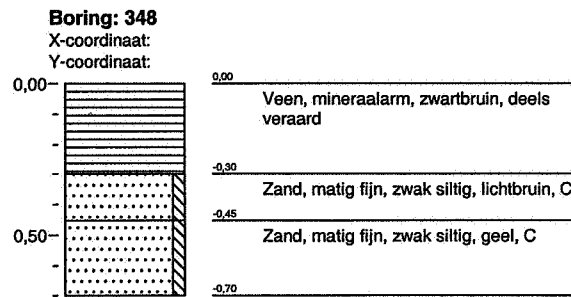 Boring: 348
X-coordinaat:
Y-coordinaat:
0,00
0,00
Veen, mineraalarm, zwartbruin, deels
veraard
-0,30
Zand, matig fijn, zwak siltig, lichtbruin, C
-0,45
0,50
Zand, matig fijn, zwak siltig, geel, C
-0,70